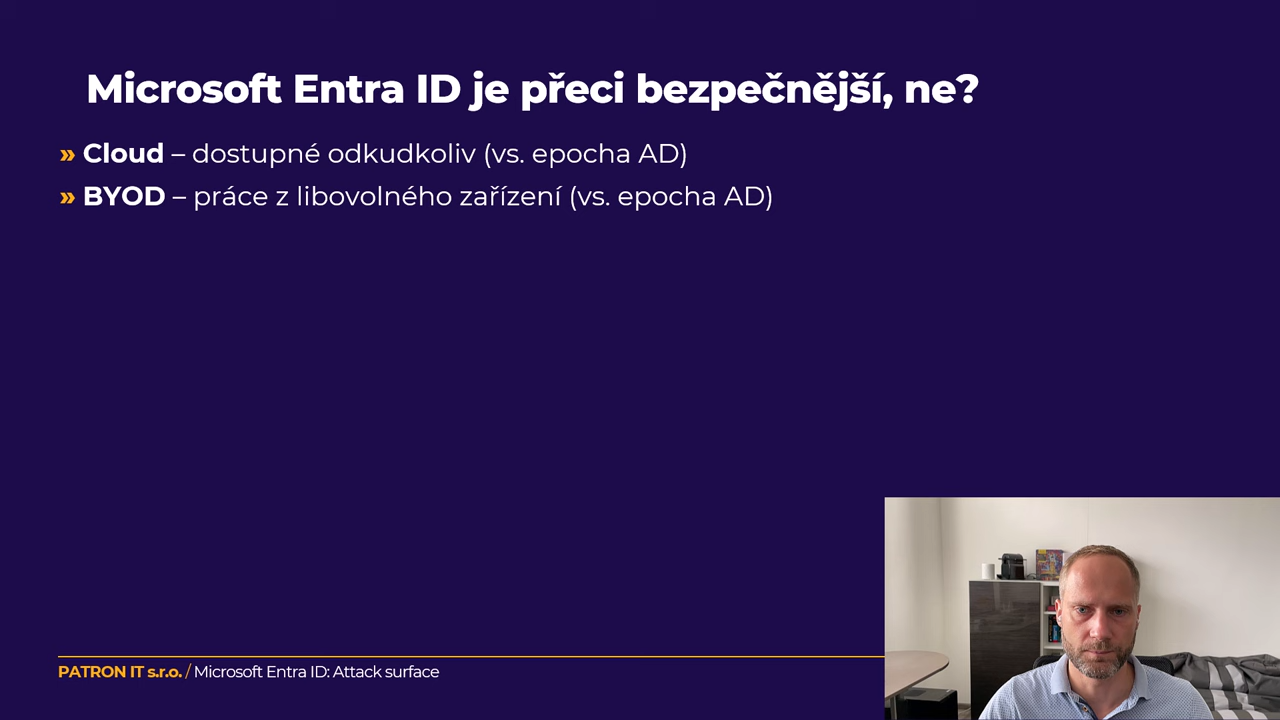 Microsoft Entra ID je přeci bezpečnější, ne?
» Cloud – dostupné odkudkoliv (vs. epocha AD)
» BYOD – práce z libovolného zařízení (vs. epocha AD)
PATRON IT s.r.o. / Microsoft Entra ID: Attack surface